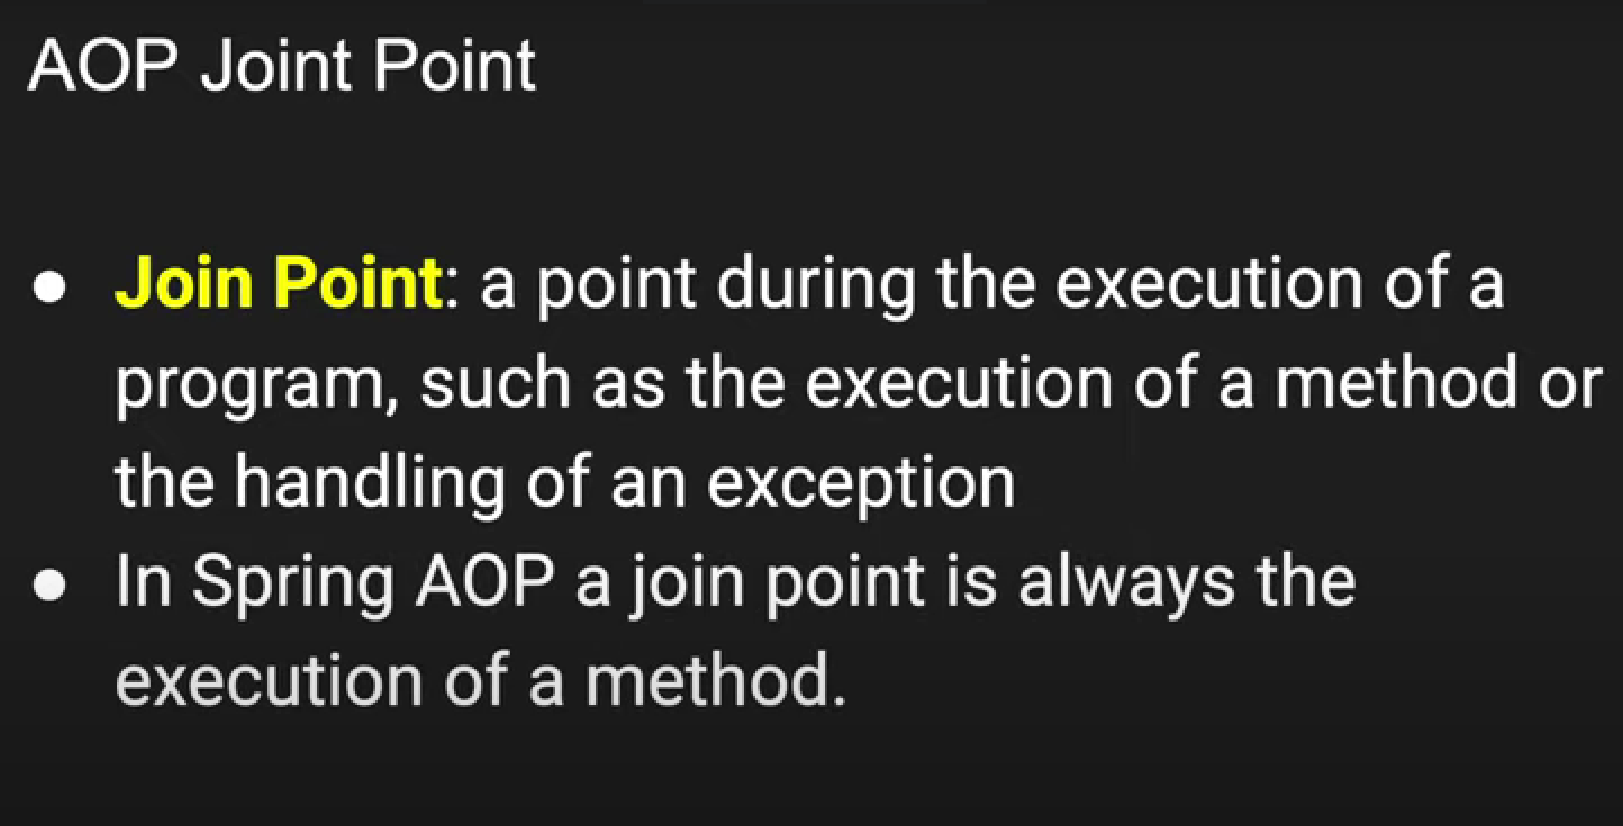 AOP Joint Point
● Join Point: a point during the execution of a
program, such as the execution of a method or
the handling of an exception
● In Spring AOP a join point is always the
execution of a method.